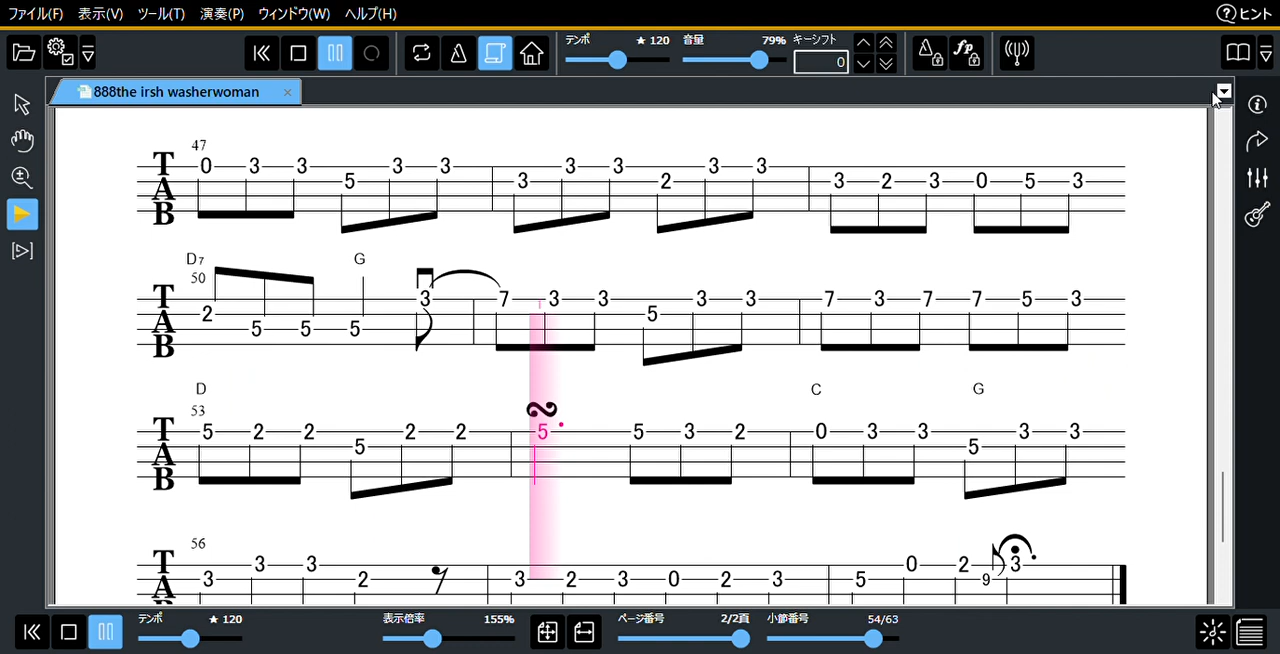 ファイル(F) 表示(V) ツール(T) 演奏(P) ウィンドウ(W) ヘルプ(H) ?ヒント
テンポ ★ 120 音量 79% キーシフト
0
888the irsh washerwoman ×
47
T A B 0 3 3 5 3 3 3 3 3 2 3 3 3 2 3 0 5 3
D7 G
50
T A B 2 5 5 5 3 7 3 3 5 3 3 7 3 7 7 5 3
D C G
53
T A B 5 2 2 5 2 2 5 5 3 2 0 3 3 5 3 3
56
T A 3 3 3 2 3 2 3 0 2 3 5 0 2 9 3
テンポ ★ 120 表示倍率 155% ページ番号 2/2頁 小節番号 54/63